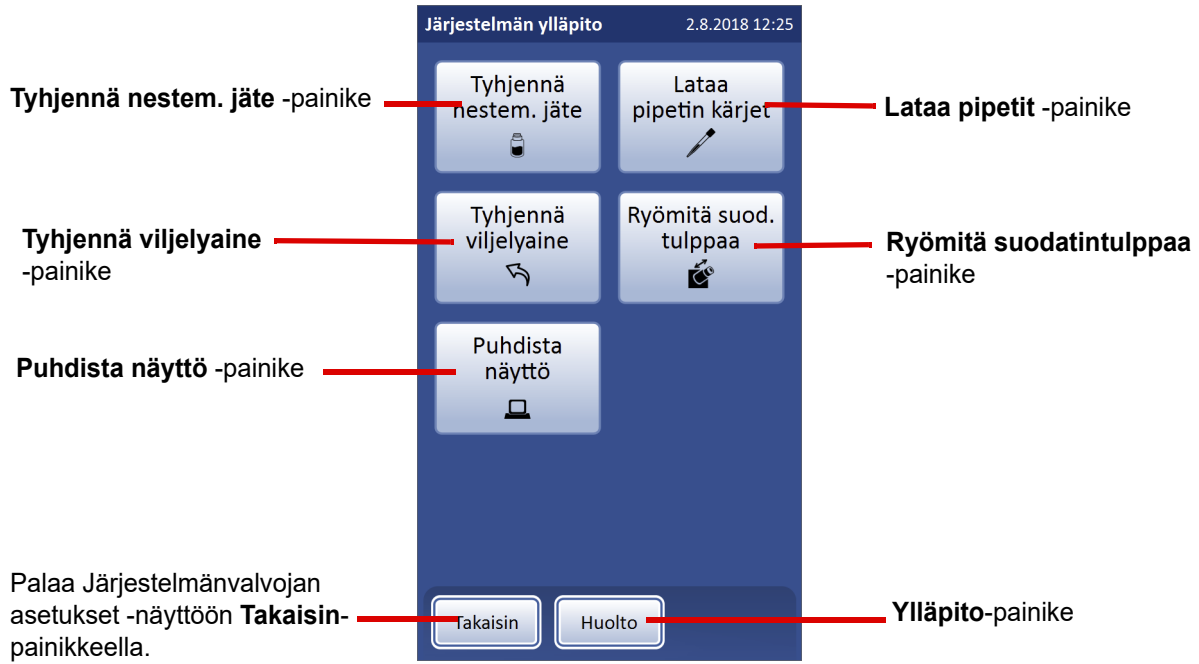 Järjestelmän ylläpito 2.8.2018 12:25
Tyhjennä nestem. jäte -painike
Tyhjennä
nestem. jäte
Lataa
pipetin kärjet
Lataa pipetit -painike
Tyhjennä viljelyaine
-painike
Tyhjennä
viljelyaine
Ryömitä suod.
tulppaa
Ryömitä suodatintulppaa
-painike
Puhdista näyttö -painike
Puhdista
näyttö
Palaa Järjestelmänvalvojan
asetukset -näyttöön Takaisin-
painikkeella.
Takaisin
Huolto
Ylläpito-painike